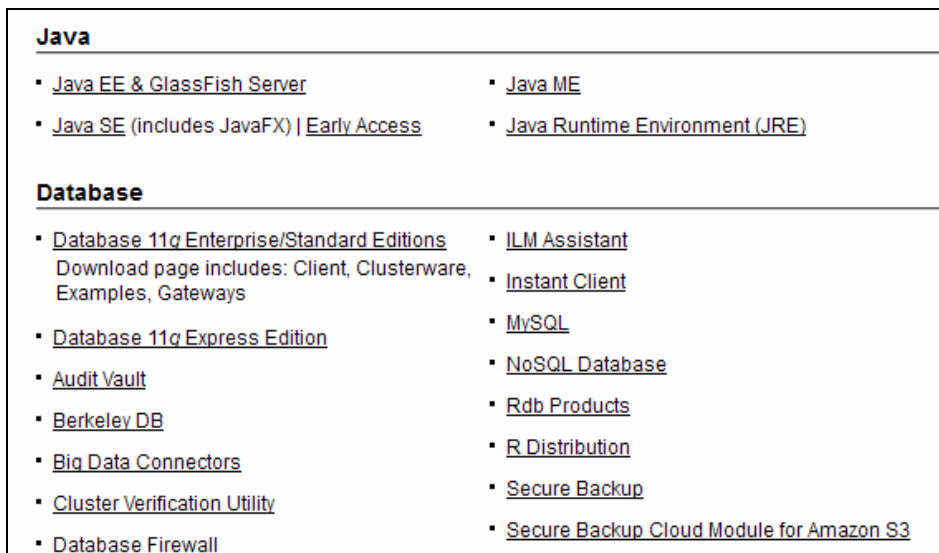 Java
Java EE & GlassFish Server
Java SE (includes JavaFX) | Early Access
Java ME
Java Runtime Environment (JRE)
Database
Database 11g Enterprise/Standard Editions
Download page includes: Client, Clusterware,
Examples, Gateways
Database 11g Express Edition
Audit Vault
Berkeley DB
Big Data Connectors
Cluster Verification Utility
Database Firewall
ILM Assistant
Instant Client
MySQL
NoSQL Database
Rdb Products
R Distribution
Secure Backup
Secure Backup Cloud Module for Amazon S3